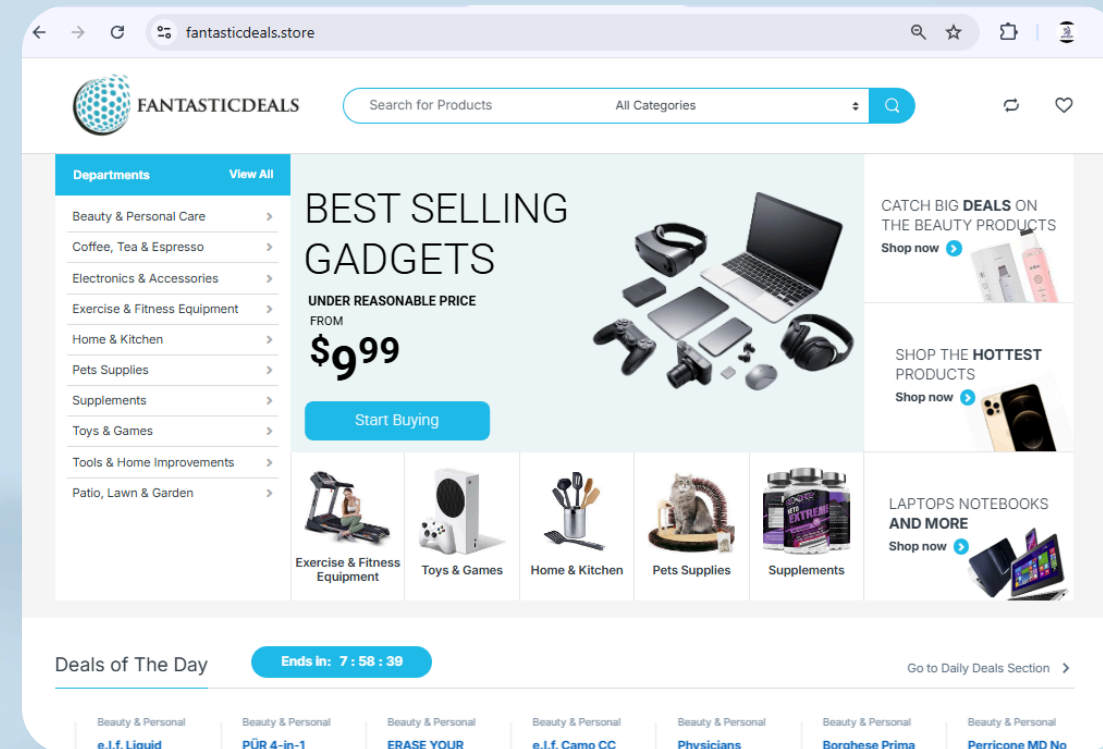 fantasticdeals.store
FANTASTICDEALS
Search for Products
All Categories
Departments
View All
Beauty & Personal Care
Coffee, Tea & Espresso
Electronics & Accessories
Exercise & Fitness Equipment
Home & Kitchen
Pets Supplies
Supplements
Toys & Games
Tools & Home Improvements
Patio, Lawn & Garden
BEST SELLING
GADGETS
UNDER REASONABLE PRICE
FROM
$999
Start Buying
CATCH BIG DEALS ON
THE BEAUTY PRODUCTS
Shop now
SHOP THE HOTTEST
PRODUCTS
Shop now
LAPTOPS NOTEBOOKS
AND MORE
Shop now
KETO
EXTREME
Exercise & Fitness
Equipment
Toys & Games
Home & Kitchen
Pets Supplies
Supplements
Deals of The Day
Ends in: 7 : 58 : 39
Go to Daily Deals Section
Beauty & Personal
Beauty & Personal
Beauty & Personal
Beauty & Personal
Beauty & Personal
Beauty & Personal
Beauty & Personal
e.l.f. Liquid
PÜR 4-in-1
ERASE YOUR
e.l.f. Camo CC
Physicians
Borghese Prima
Perricone MD No